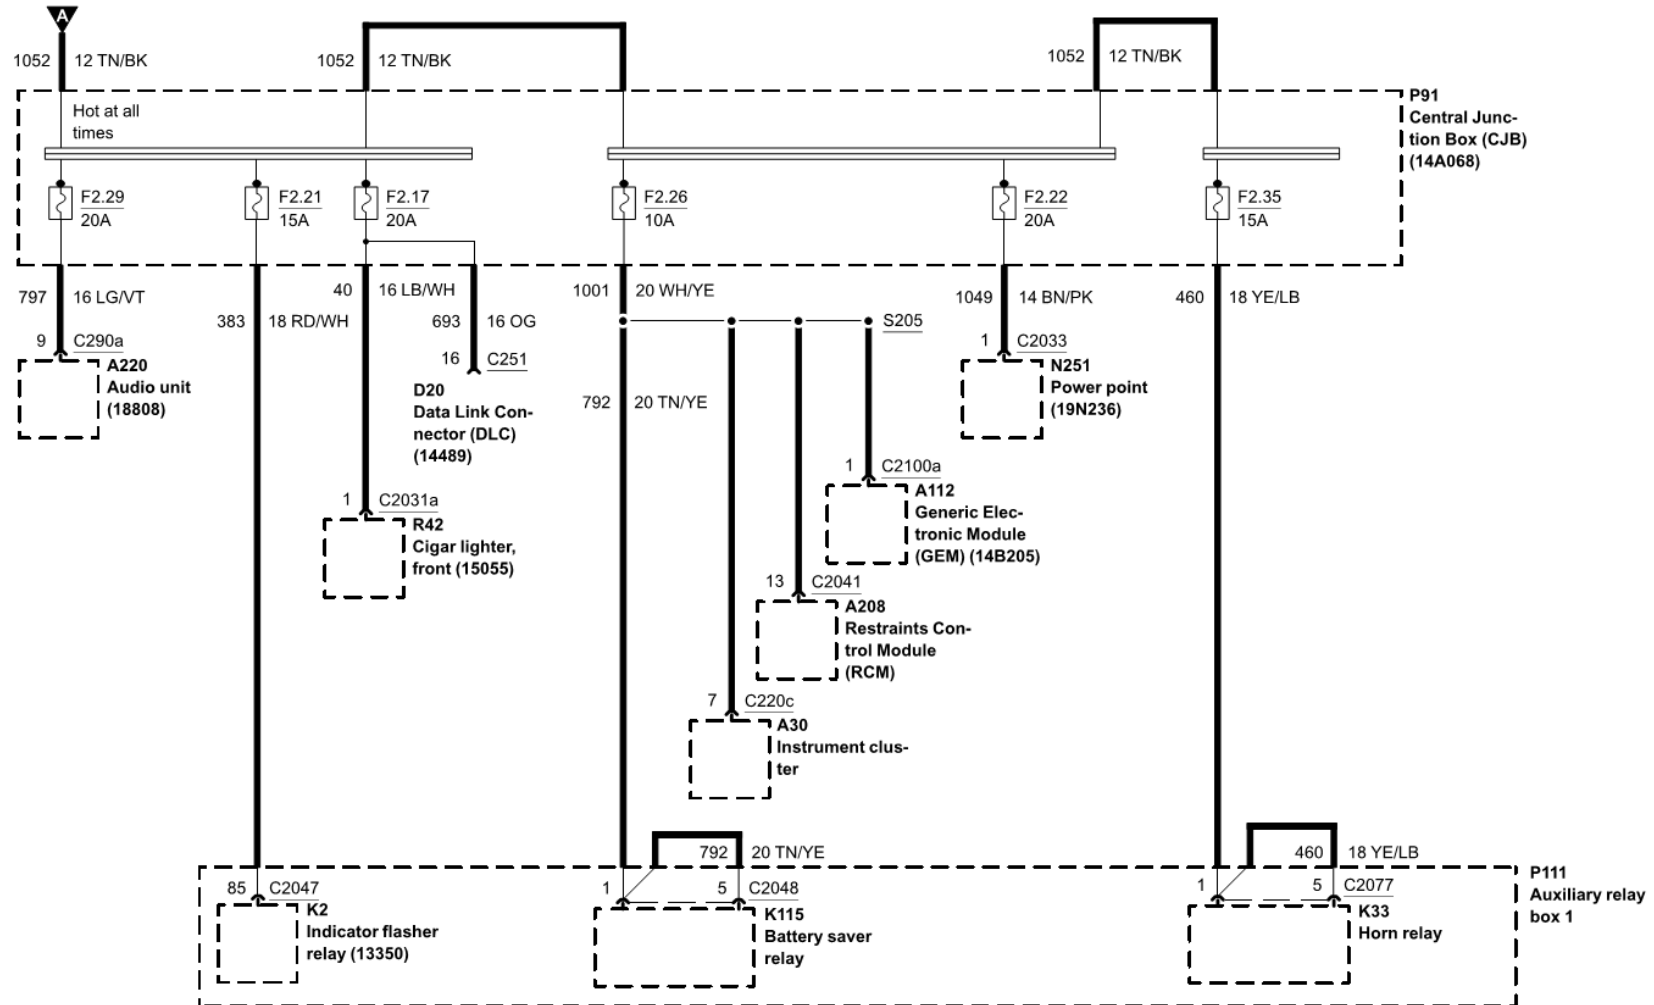 A
1052 12 TN/BK
1052 12 TN/BK
1052 12 TN/BK
Hot at all
times
P91
Central Junc-
tion Box (CJB)
(14A068)
F2.29
20A
F2.21
15A
F2.17
20A
F2.26
10A
F2.22
20A
F2.35
15A
797 16 LG/VT
383 18 RD/WH
40 16 LB/WH
693 16 OG
1001 20 WH/YE
1049 14 BN/PK
460 18 YE/LB
S205
9 C290a
A220
Audio unit
(18808)
16 C251
D20
Data Link Con-
nector (DLC)
(14489)
792 20 TN/YE
1 C2033
N251
Power point
(19N236)
1 C2031a
R42
Cigar lighter,
front (15055)
1 C2100a
A112
Generic Elec-
tronic Module
(GEM) (14B205)
13 C2041
A208
Restraints Con-
trol Module
(RCM)
7 C220c
A30
Instrument clus-
ter
792 20 TN/YE
460 18 YE/LB
P111
Auxiliary relay
box 1
85 C2047
K2
Indicator flasher
relay (13350)
1 5 C2048
K115
Battery saver
relay
1 5 C2077
K33
Horn relay